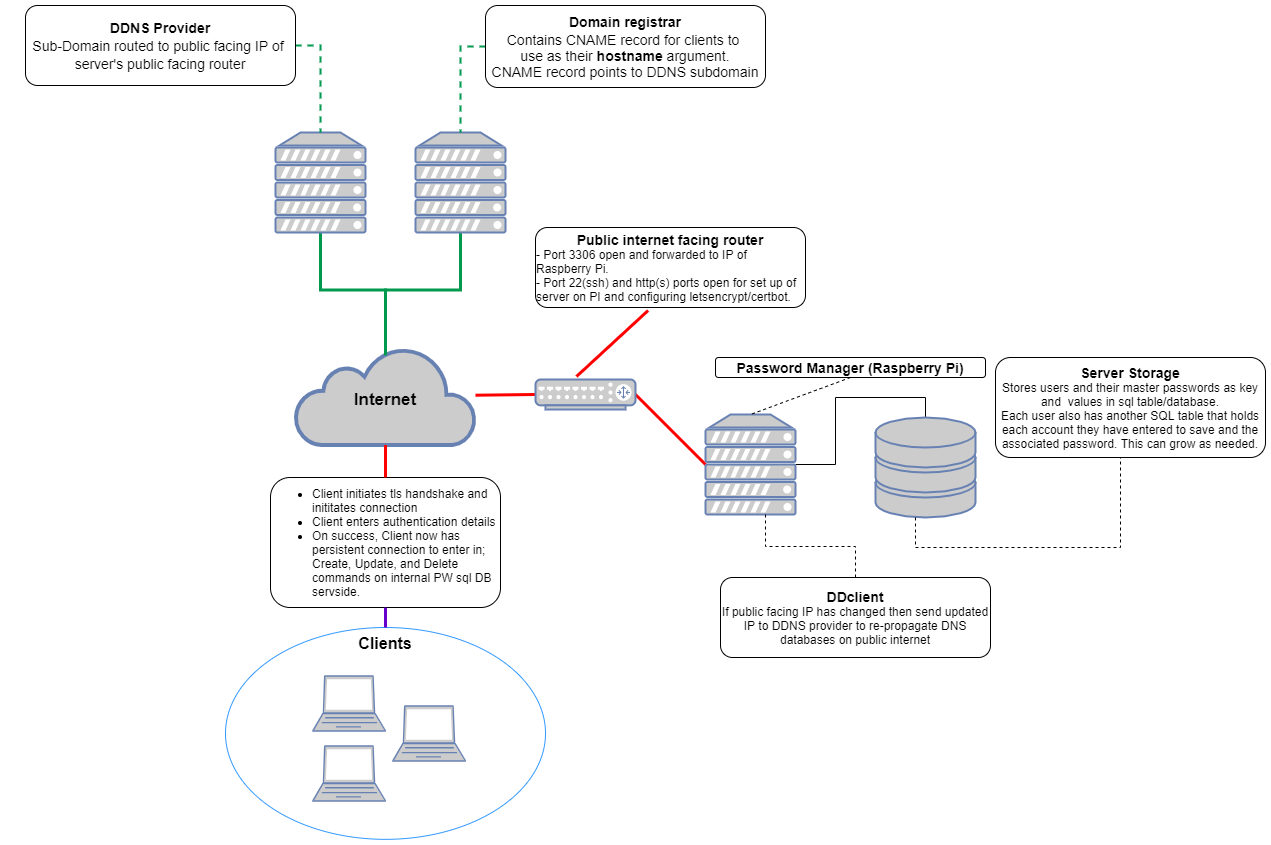 DDNS Provider
Sub-Domain routed to public facing IP of
server's public facing router
Domain registrar
Contains CNAME record for clients to
use as their hostname argument.
CNAME record points to DDNS subdomain
Public internet facing router
- Port 3306 open and forwarded to IP of
Raspberry Pi.
- Port 22(ssh) and http(s) ports open for set up of
server on PI and configuring letsencrypt/certbot.
Internet
Password Manager (Raspberry Pi)
Server Storage
Stores users and their master passwords as key
and values in sql table/database.
Each user also has another SQL table that holds
each account they have entered to save and the
associated password. This can grow as needed.
• Client initiates tls handshake and
inititates connection
• Client enters authentication details
• On success, Client now has
persistent connection to enter in;
Create, Update, and Delete
commands on internal PW sql DB
servside.
DDclient
If public facing IP has changed then send updated
IP to DDNS provider to re-propagate DNS
databases on public internet
Clients